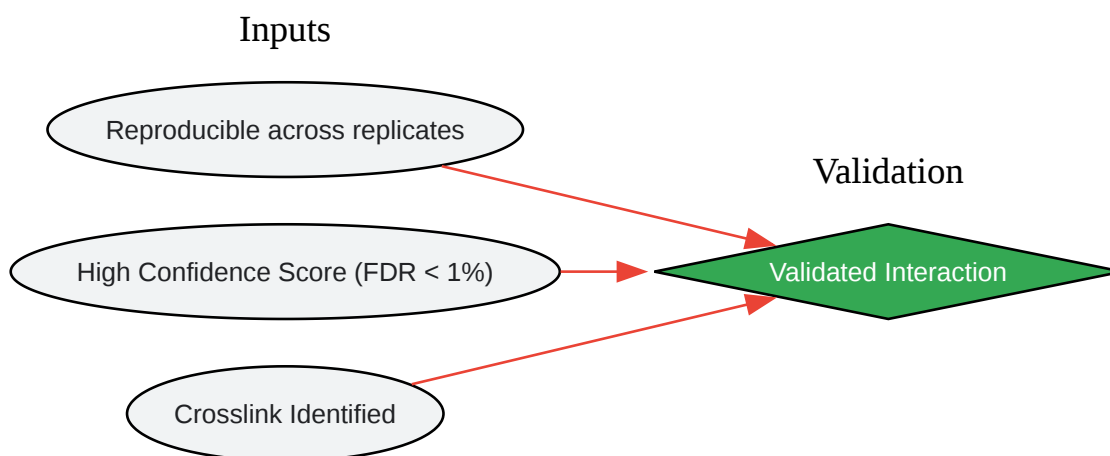 Inputs
Reproducible across replicates
Validation
High Confidence Score (FDR < 1%)
Validated Interaction
Crosslink Identified